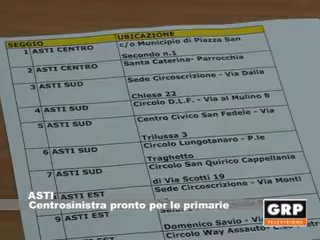 SEGGIO UBICAZIONE
1 ASTI CENTRO c/o Municipio di Piazza San
Secondo n.1
2 ASTI CENTRO Santa Caterina- Parrocchia
3 ASTI SUD Sede Circoscrizione - Via Dalla
Chiesa 22
4 ASTI SUD Circolo D.L.F. - Via al Mulino 8
5 ASTI SUD Centro Civico San Fedele - Via
Trilussa 3
6 ASTI SUD Circolo Lungotanaro - P.le
Traghetto
ASTI SUD Circolo San Quirico Cappellania
di Via Scotti 19
ASTI EST Sede Circoscrizione - Via Monti
ASTI
Centrosinistra pronto per le primarie
9 ASTI EST
Domenico Savio - Via
Circolo Way Assauto- C.so
GRP
TELEVISIONE